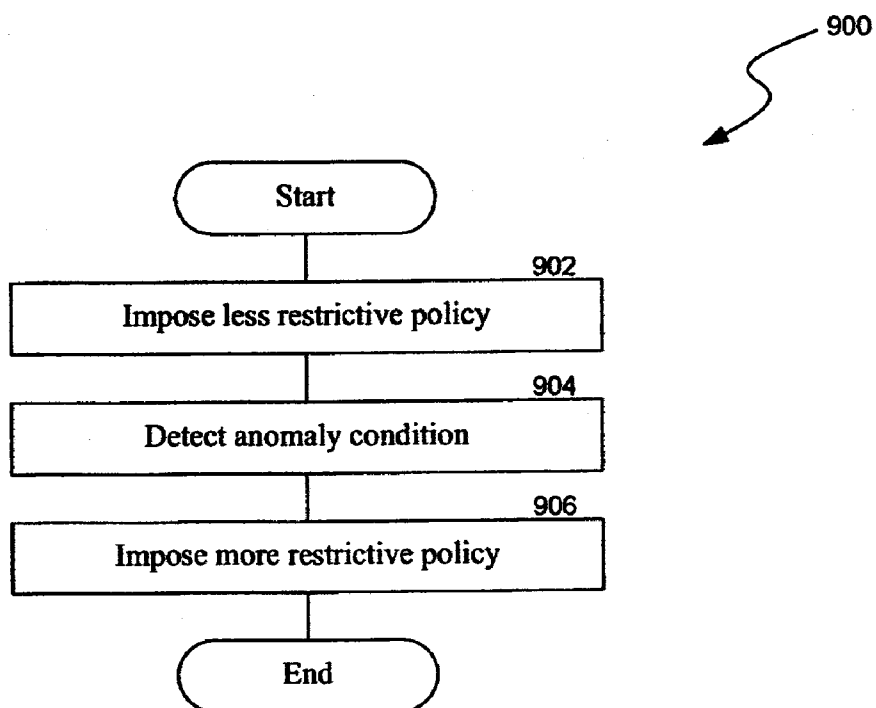 900
Start
902
Impose less restrictive policy
904
Detect anomaly condition
906
Impose more restrictive policy
End